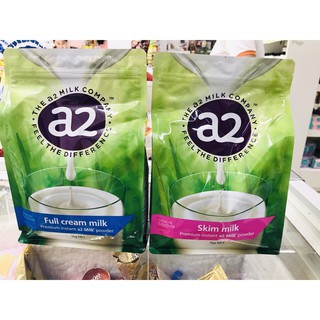 THE a2 MILK COMPANY
a2
FEEL THE DIFFERENCE
Full cream milk
Premium instant a2 Milk powder
THE a2 MILK COMPANY
a2
FEEL THE DIFFERENCE
Skim milk
Premium instant a2 Milk powder